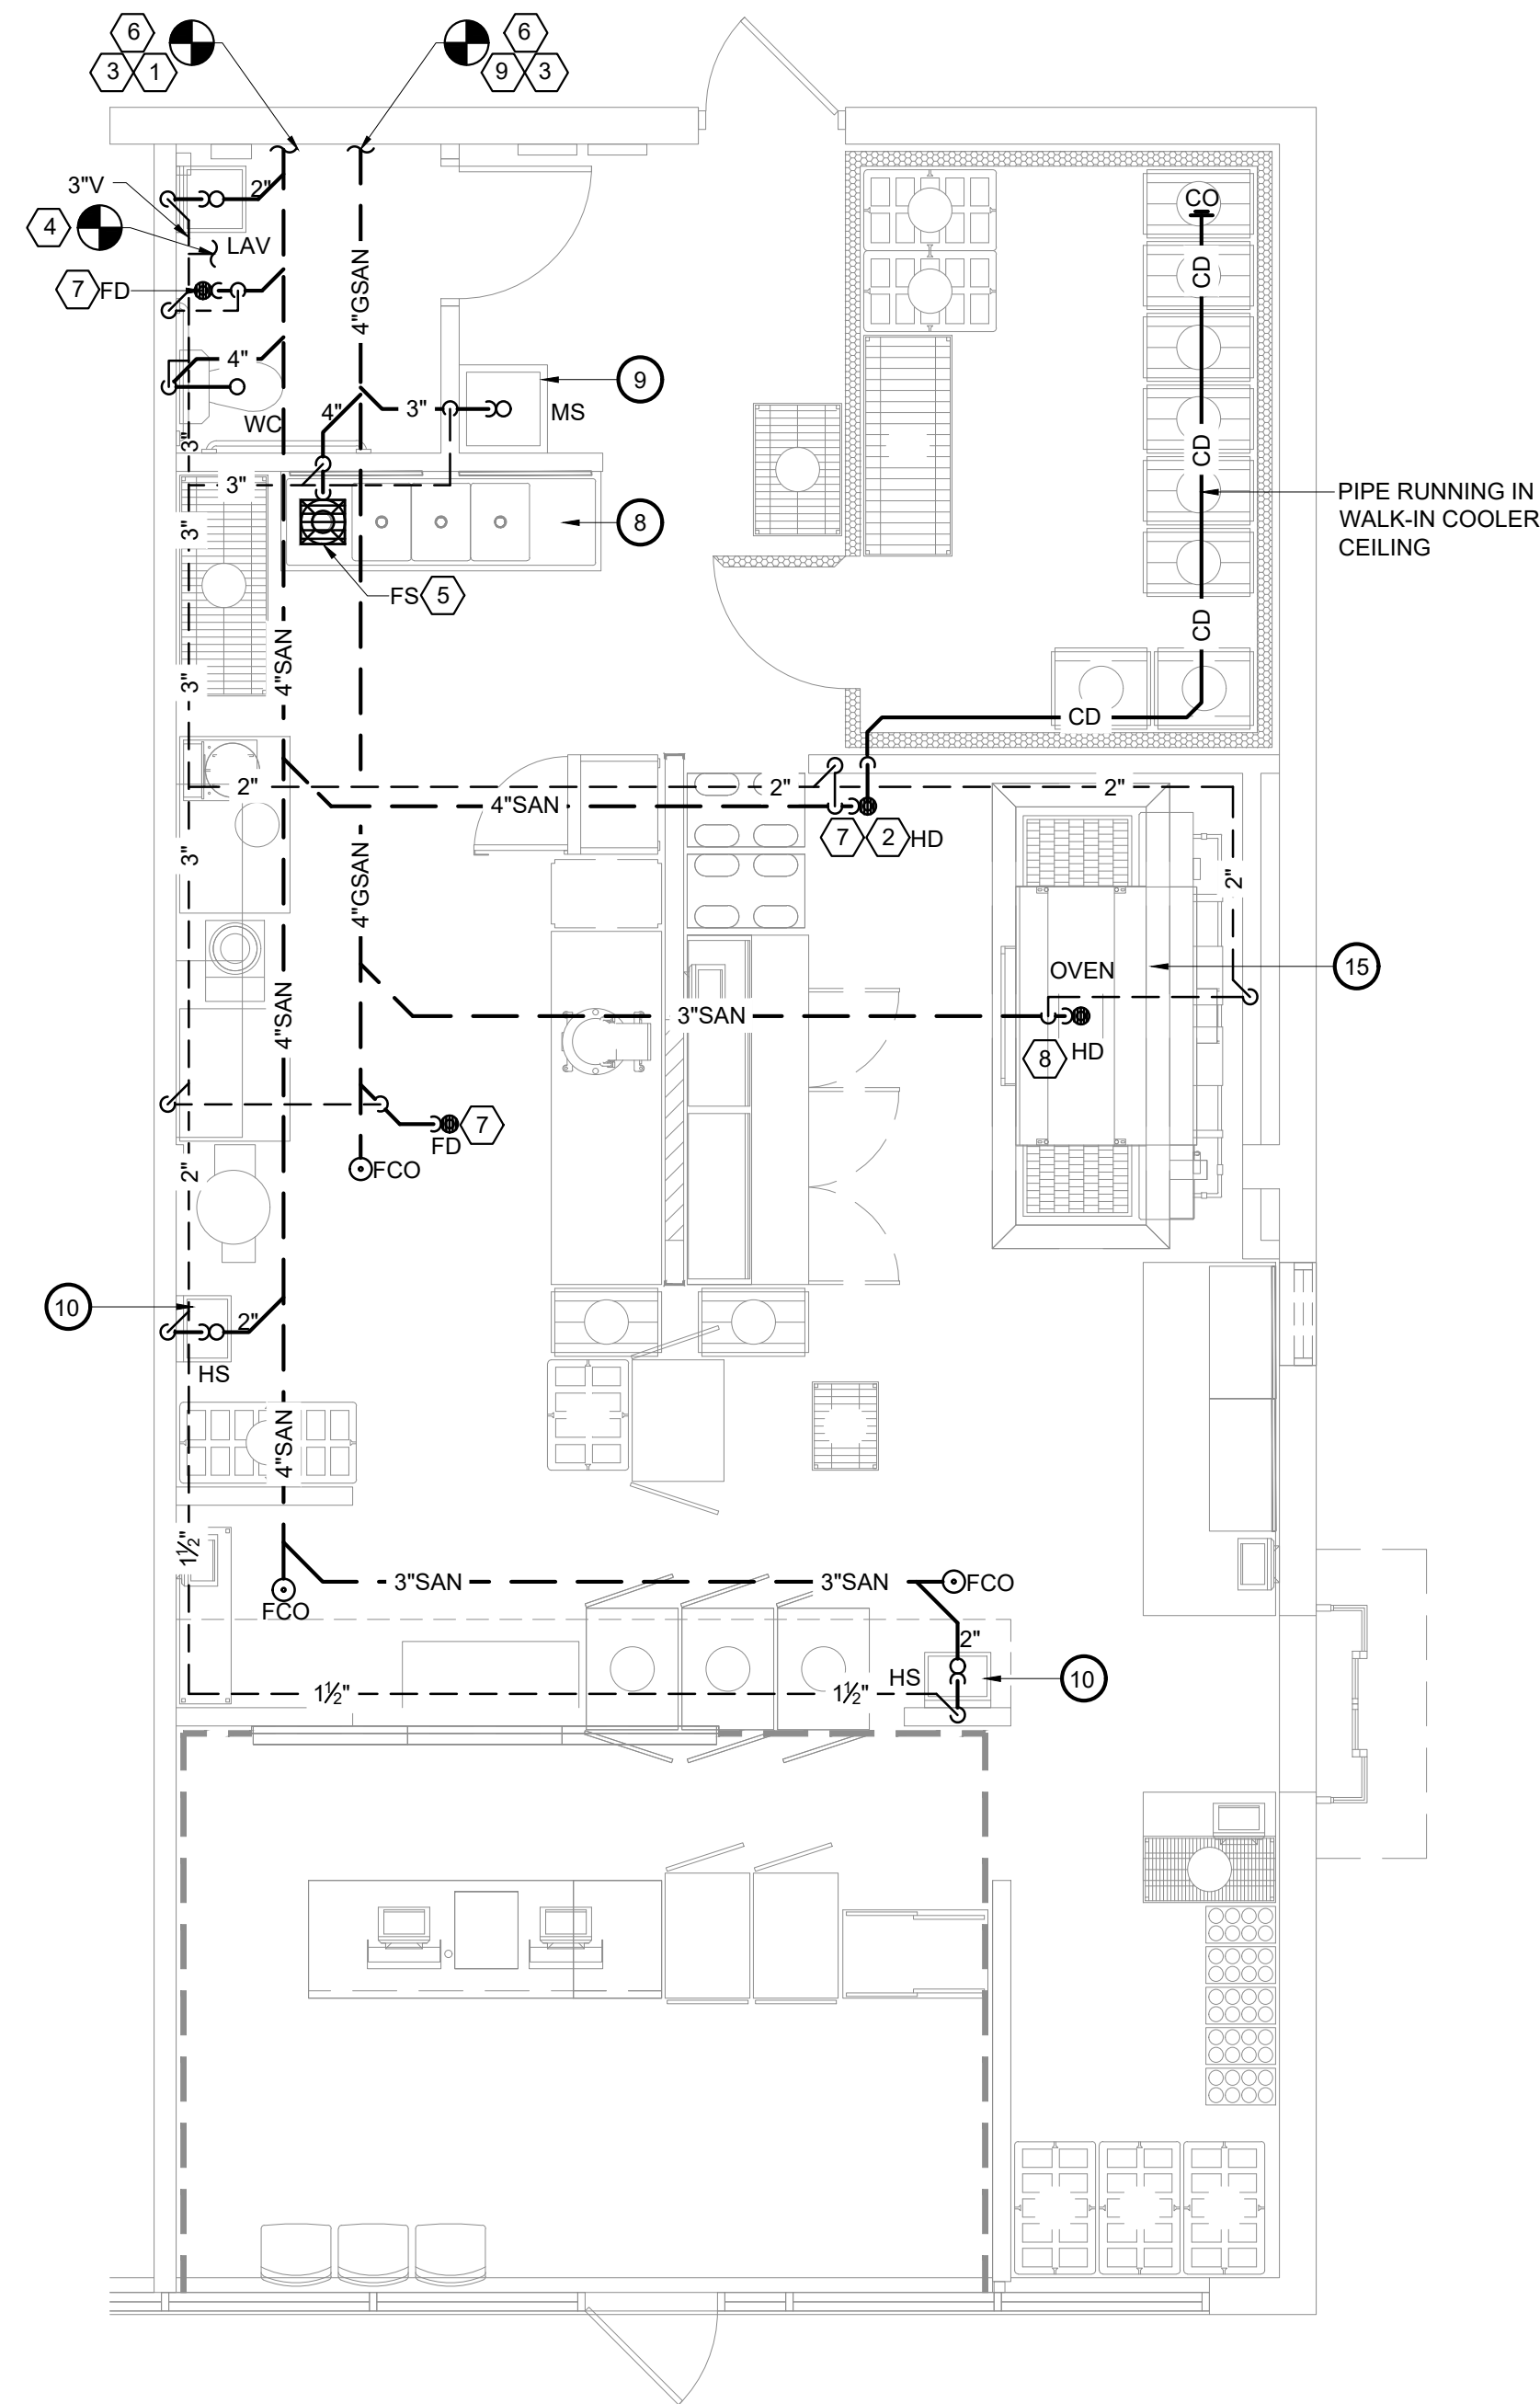 6
3 1
6
9 3
3"V
2"
4
LAV
7 FD
4"GSAN
CO
CD
4"
WC
9
4"
3"
MS
3"
3"
CD
8
PIPE RUNNING IN
WALK-IN COOLER
CEILING
3"
FS 5
CD
4"SAN
3"
CD
2"
2"
2"
4"SAN
7 2 HD
3"
2"
4"GSAN
OVEN
15
4"SAN
3"SAN
8 HD
7
FD
FCO
2"
10
2"
HS
4"SAN
1½"
3"SAN
3"SAN
FCO
FCO
2"
HS
10
1½"
1½"